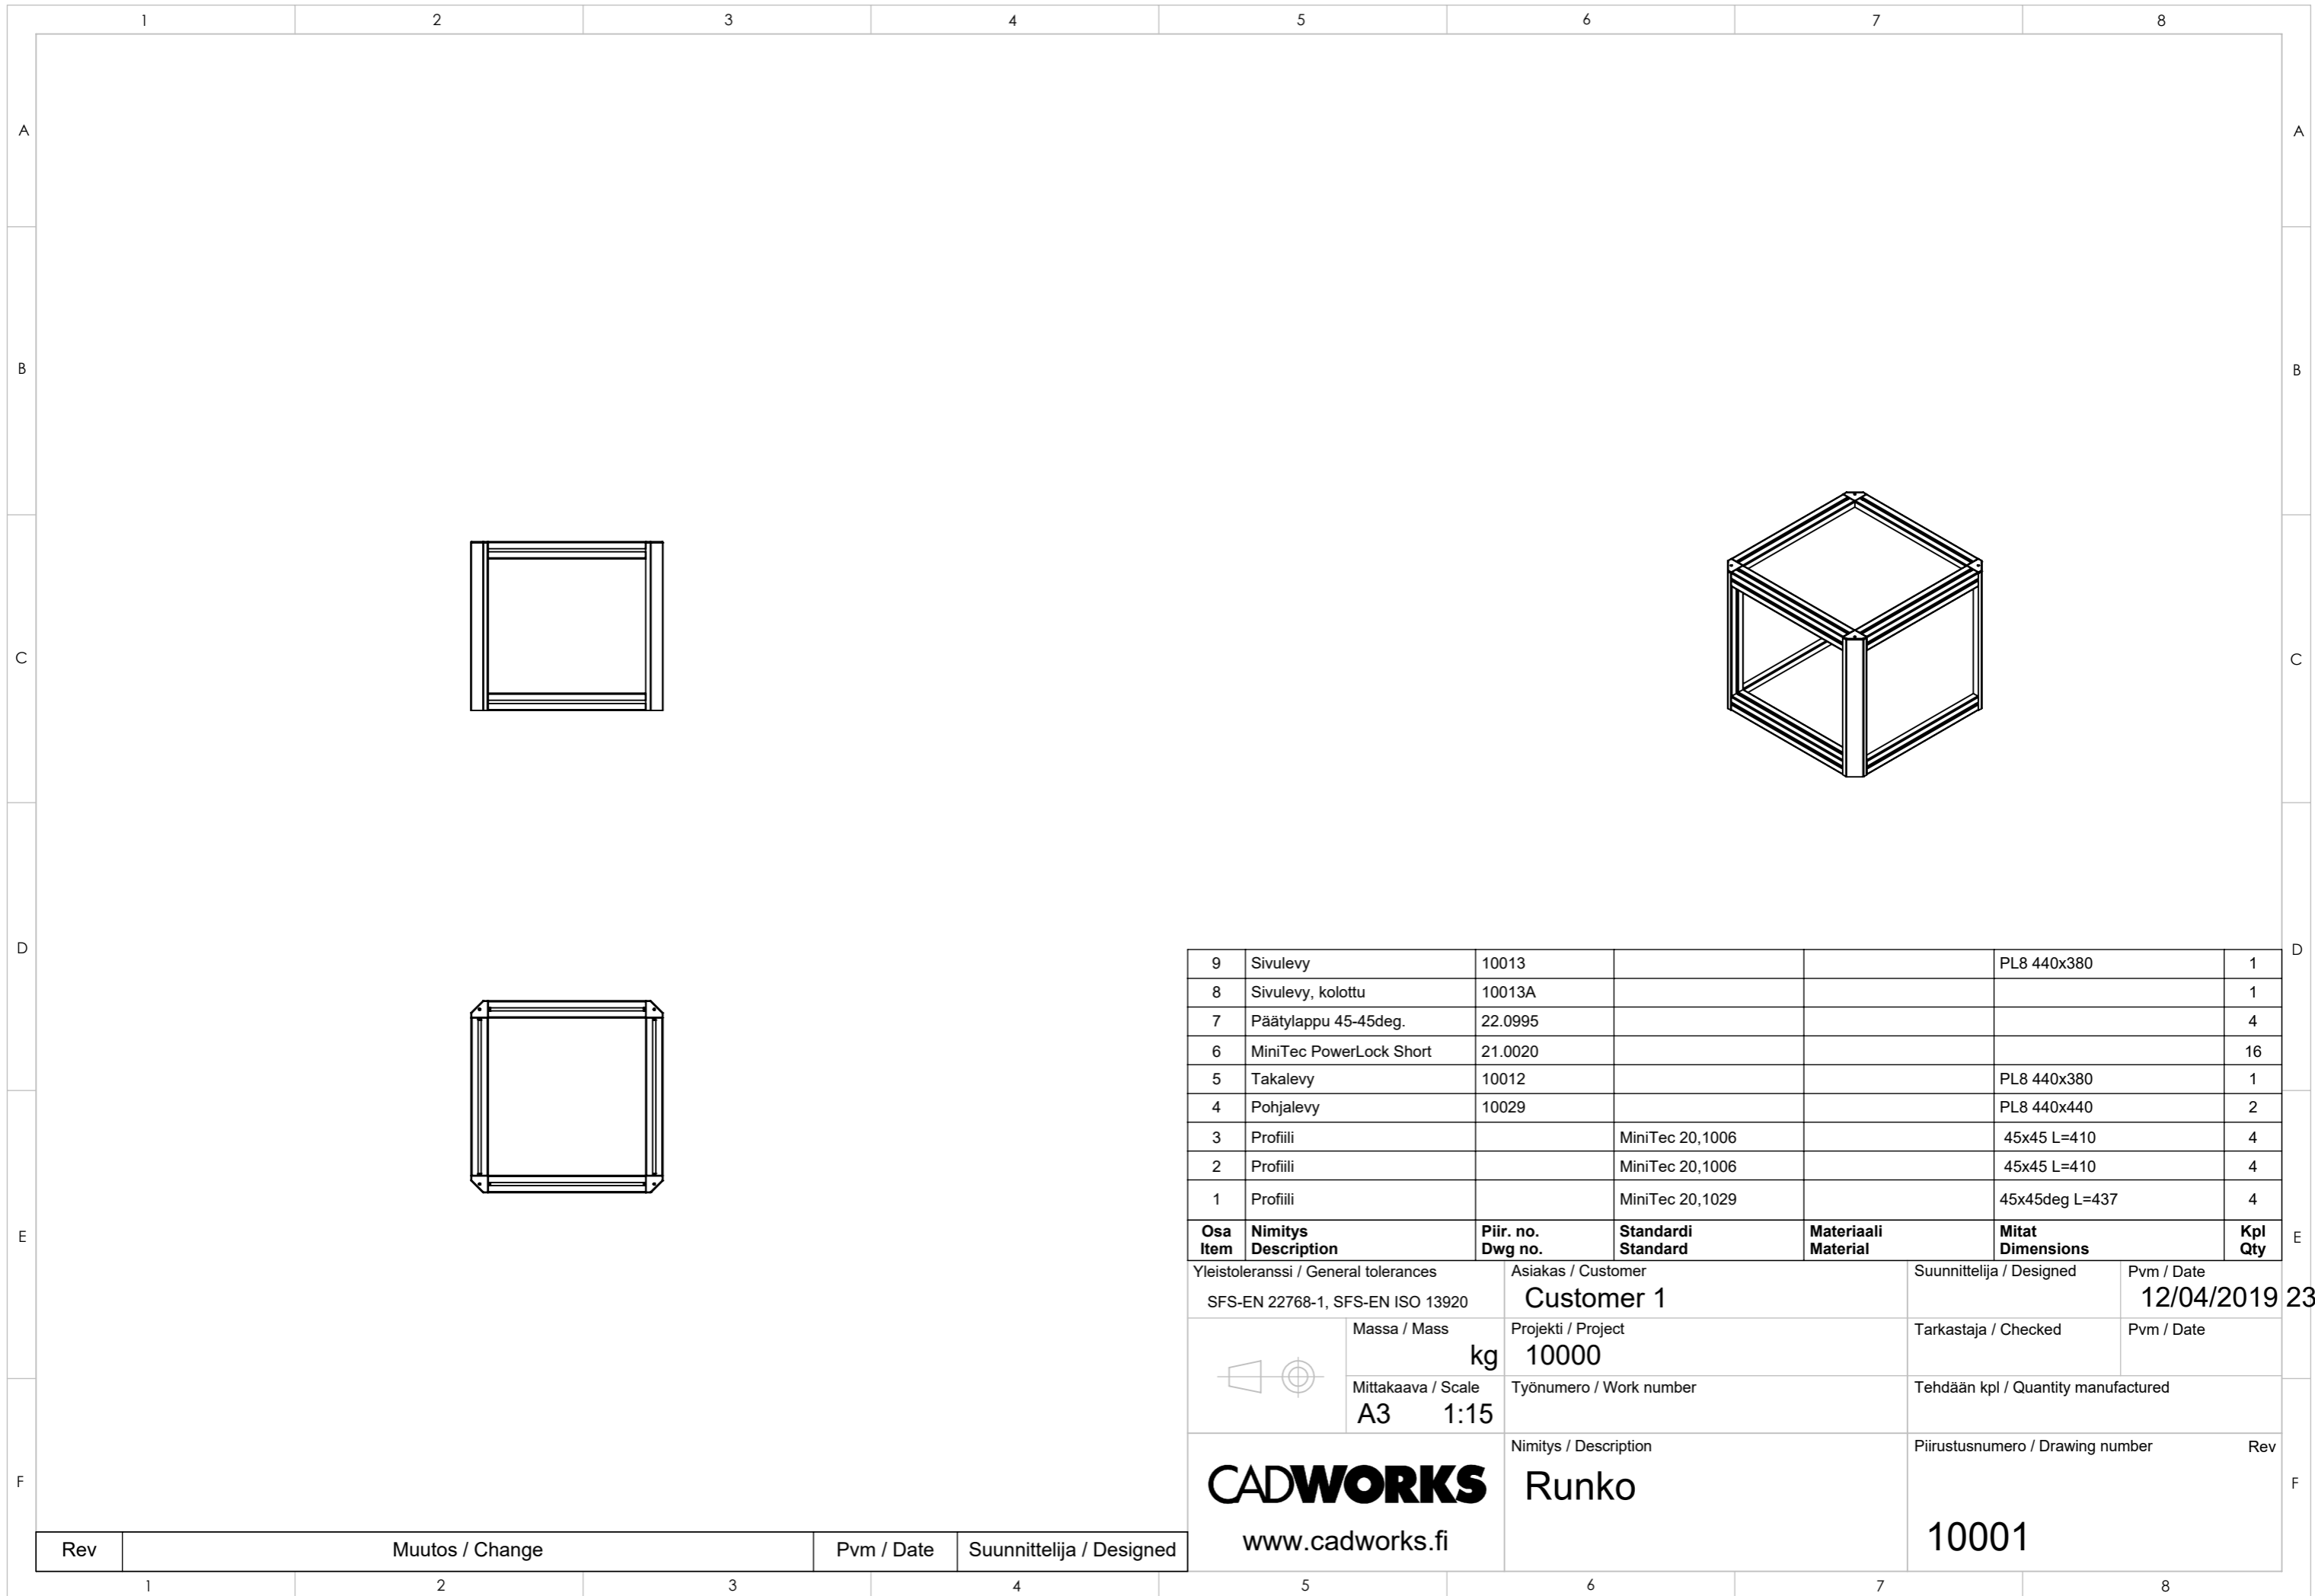 1 2 3 4 5 6 7 8
A A
B B
C C
D D
E E
F F
9 Sivulevy 10013 PL8 440x380 1
8 Sivulevy, kolottu 10013A 1
7 Päätylappu 45-45deg. 22.0995 4
6 MiniTec PowerLock Short 21.0020 16
5 Takalevy 10012 PL8 440x380 1
4 Pohjalevy 10029 PL8 440x440 2
3 Profiili MiniTec 20,1006 45x45 L=410 4
2 Profiili MiniTec 20,1006 45x45 L=410 4
1 Profiili MiniTec 20,1029 45x45deg L=437 4
Osa Nimitys Piir. no. Standardi Materiaali Mitat Kpl
Item Description Dwg no. Standard Material Dimensions Qty
Yleistoleranssi / General tolerances
SFS-EN 22768-1, SFS-EN ISO 13920
Asiakas / Customer
Customer 1
Suunnittelija / Designed
Pvm / Date
12/04/2019 23
Massa / Mass
kg
Projekti / Project
10000
Tarkastaja / Checked
Pvm / Date
Mittakaava / Scale
A3 1:15
Työnumero / Work number
Tehdään kpl / Quantity manufactured
CADWORKS
www.cadworks.fi
Nimitys / Description
Runko
Piirustusnumero / Drawing number Rev
10001
Rev Muutos / Change Pvm / Date Suunnittelija / Designed
1 2 3 4 5 6 7 8